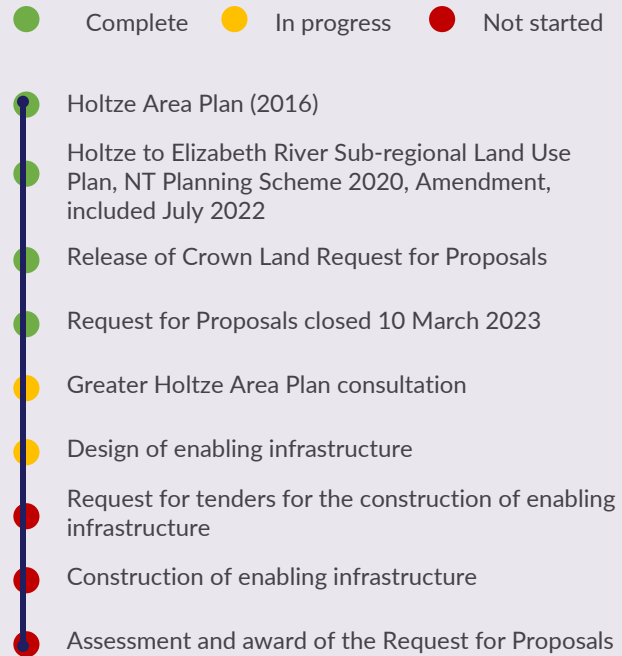 Complete In progress Not started
Holtze Area Plan (2016)
Holtze to Elizabeth River Sub-regional Land Use
Plan, NT Planning Scheme 2020, Amendment,
included July 2022
Release of Crown Land Request for Proposals
Request for Proposals closed 10 March 2023
Greater Holtze Area Plan consultation
Design of enabling infrastructure
Request for tenders for the construction of enabling
infrastructure
Construction of enabling infrastructure
Assessment and award of the Request for Proposals